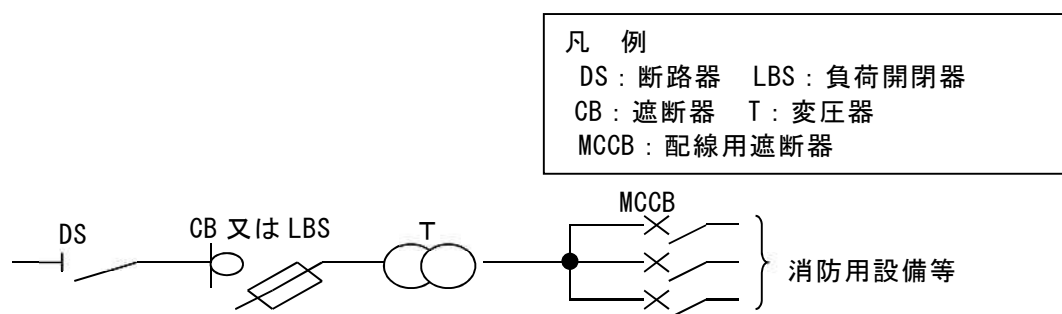 凡 例
DS：断路器 LBS：負荷開閉器
CB：遮断器 T：変圧器
MCCB：配線用遮断器
DS
CB 又は LBS
T
MCCB
消防用設備等